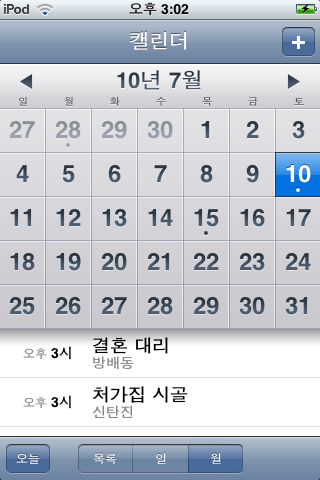 iPod 오후 3:02
캘린더 +
10년 7월
일 월 화 수 목 금 토
27 28 29 30 1 2 3
4 5 6 7 8 9 10
11 12 13 14 15 16 17
18 19 20 21 22 23 24
25 26 27 28 29 30 31
오후 3시 결혼 대리
방배동
오후 3시 처가집 시골
신탄진
오늘 목록 일 월